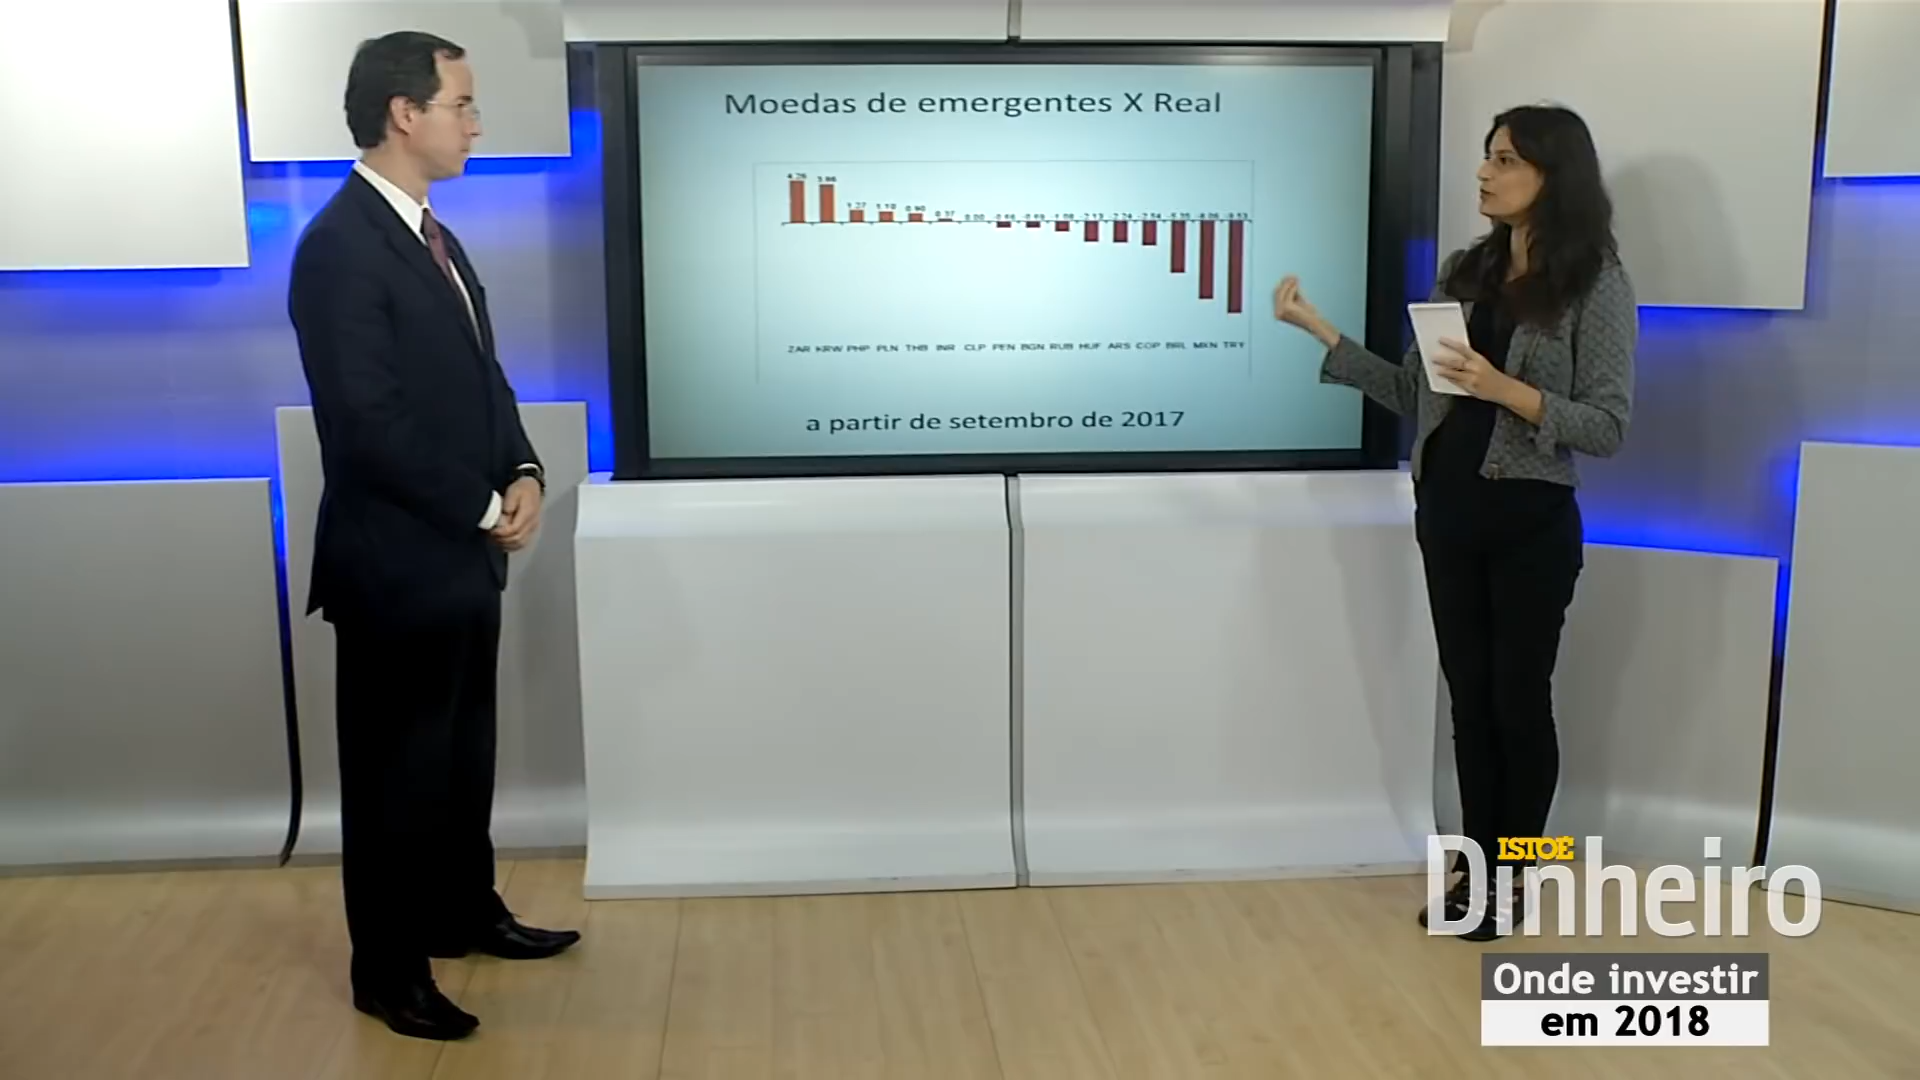 Moedas de emergentes X Real
ZAR KRW PHP PLN THB INR CLP PEN BGN RUB HUF ARS COP BRL MXN TRY
a partir de setembro de 2017
ISTOÉ
Dinheiro
Onde investir
em 2018